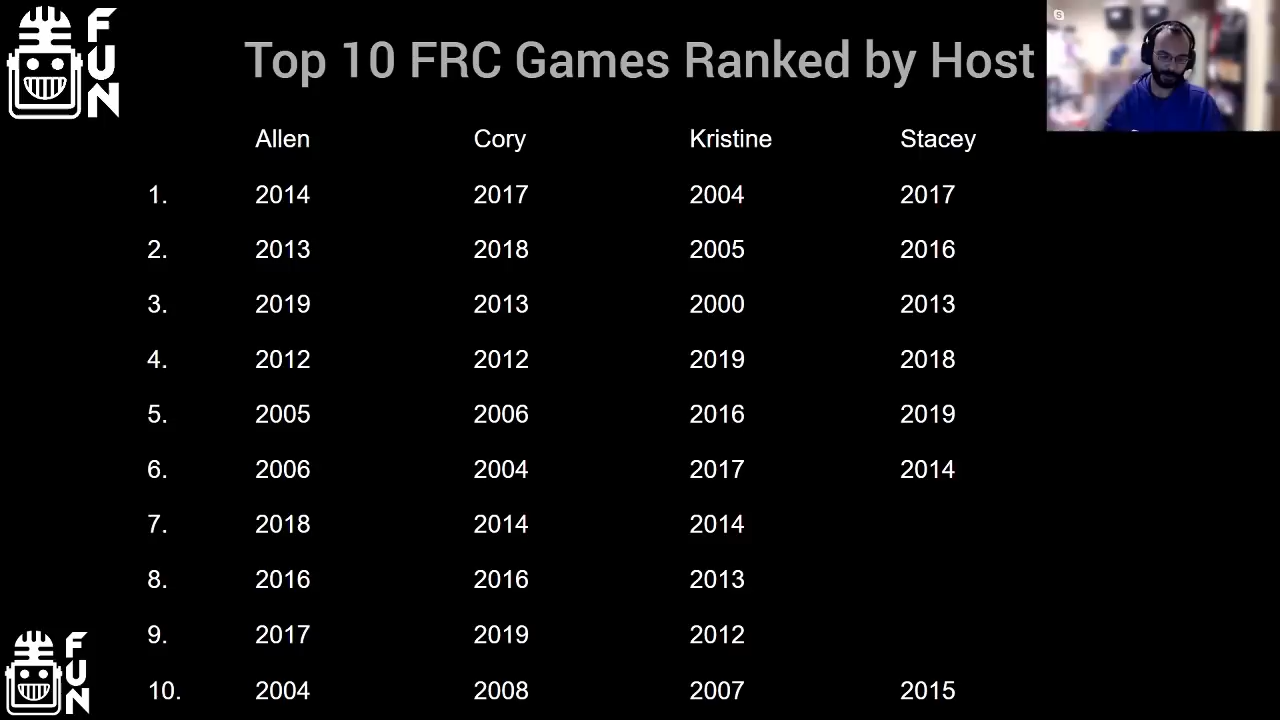 FUN
Top 10 FRC Games Ranked by Host
Allen Cory Kristine Stacey
1. 2014 2017 2004 2017
2. 2013 2018 2005 2016
3. 2019 2013 2000 2013
4. 2012 2012 2019 2018
5. 2005 2006 2016 2019
6. 2006 2004 2017 2014
7. 2018 2014 2014
8. 2016 2016 2013
9. 2017 2019 2012
10. 2004 2008 2007 2015
FUN